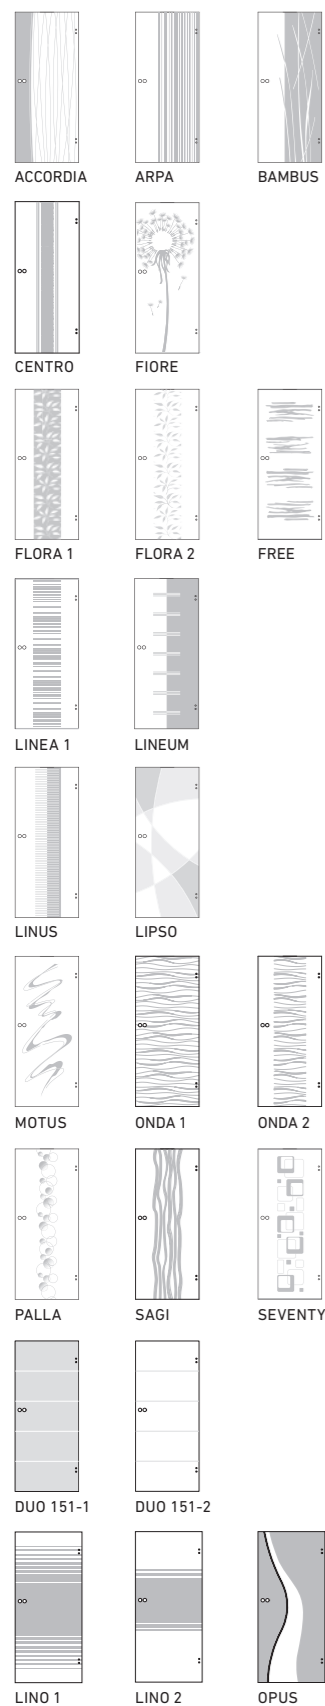 ACCORDIA ARPA BAMBUS
CENTRO FIORE
FLORA 1 FLORA 2 FREE
LINEA 1 LINEUM
LINUS LIPSO
MOTUS ONDA 1 ONDA 2
PALLA SAGI SEVENTY
DUO 151-1 DUO 151-2
LINO 1 LINO 2 OPUS